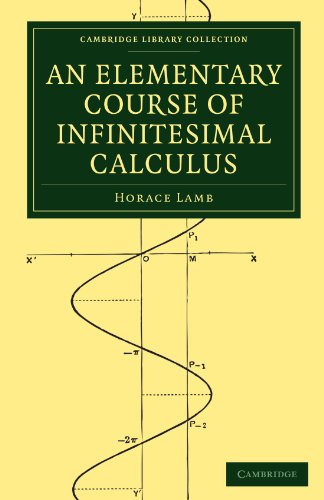 Y
CAMBRIDGE LIBRARY COLLECTION
AN ELEMENTARY
COURSE OF
INFINITESIMAL
CALCULUS
HORACE LAMB
P₁
X' O M X
-π
P₋₁
P₋₂
-2π
Y'
CAMBRIDGE